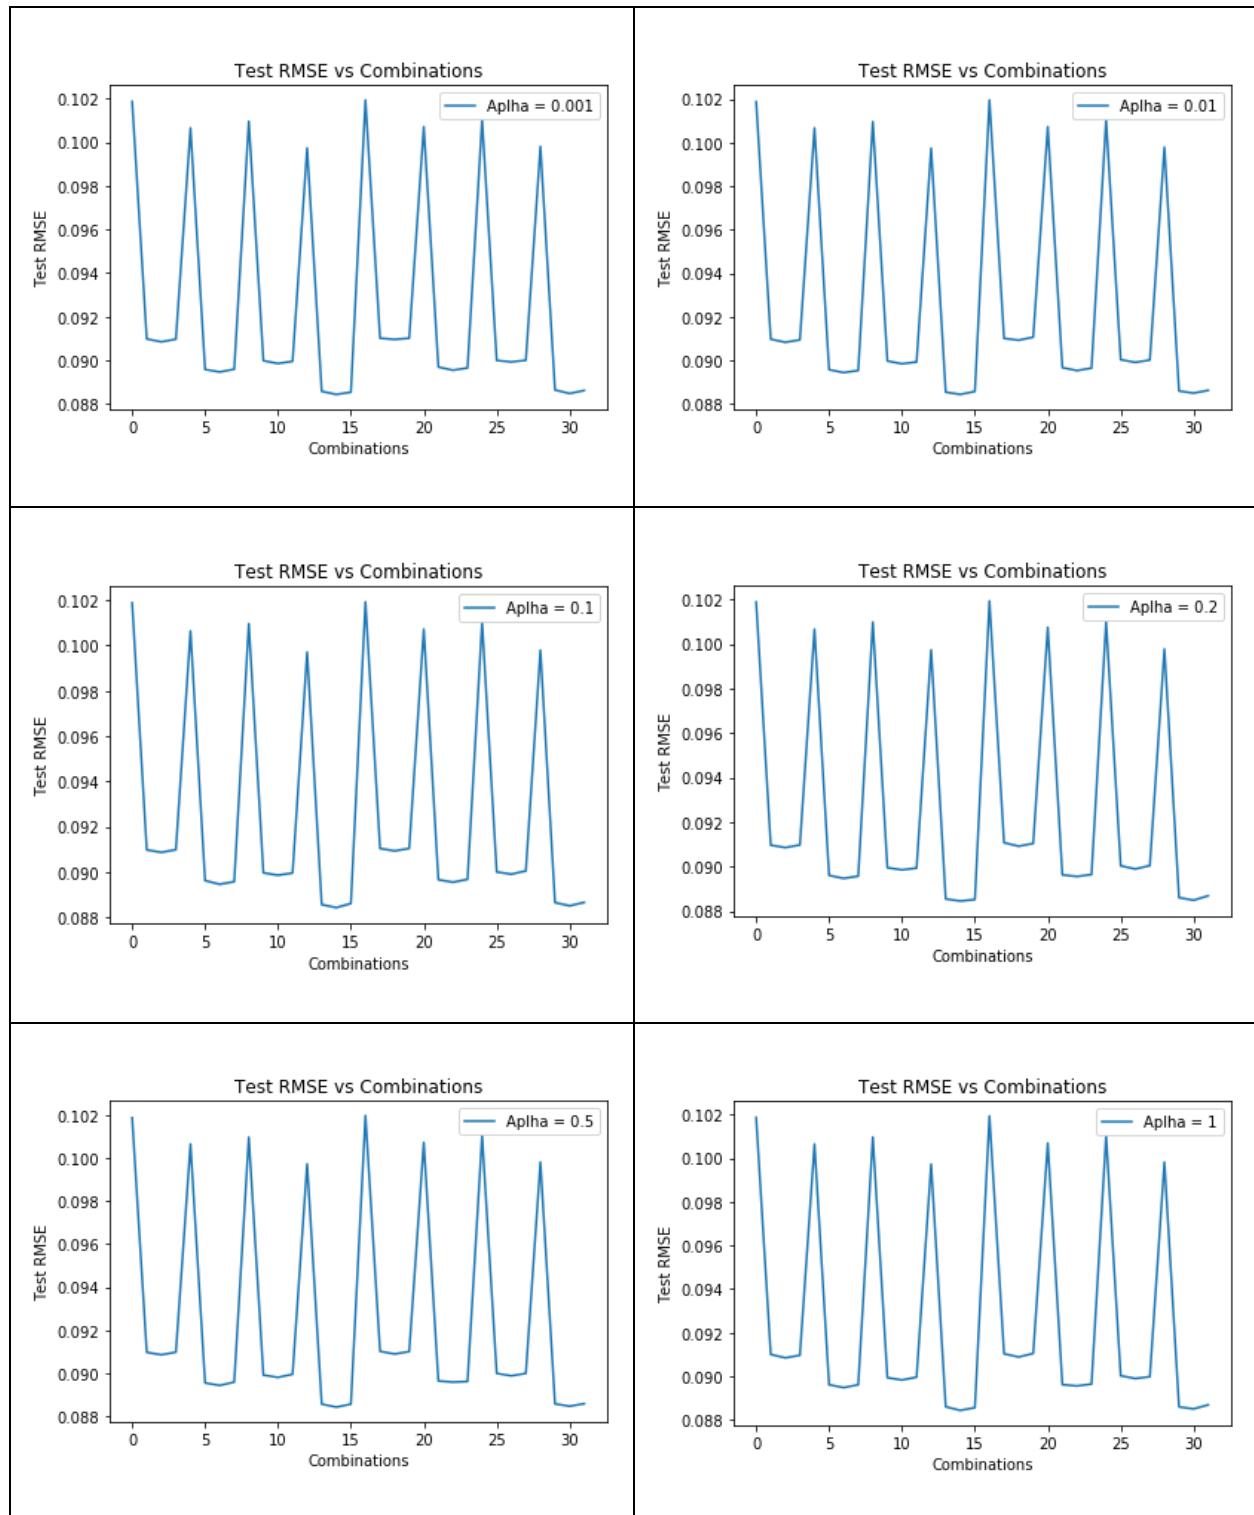 Test RMSE vs Combinations
Aplha = 0.001
0.102
0.100
0.098
0.096
0.094
0.092
0.090
0.088
Test RMSE
0 5 10 15 20 25 30
Combinations
Test RMSE vs Combinations
Aplha = 0.01
0.102
0.100
0.098
0.096
0.094
0.092
0.090
0.088
Test RMSE
0 5 10 15 20 25 30
Combinations
Test RMSE vs Combinations
Aplha = 0.1
0.102
0.100
0.098
0.096
0.094
0.092
0.090
0.088
Test RMSE
0 5 10 15 20 25 30
Combinations
Test RMSE vs Combinations
Aplha = 0.2
0.102
0.100
0.098
0.096
0.094
0.092
0.090
0.088
Test RMSE
0 5 10 15 20 25 30
Combinations
Test RMSE vs Combinations
Aplha = 0.5
0.102
0.100
0.098
0.096
0.094
0.092
0.090
0.088
Test RMSE
0 5 10 15 20 25 30
Combinations
Test RMSE vs Combinations
Aplha = 1
0.102
0.100
0.098
0.096
0.094
0.092
0.090
0.088
Test RMSE
0 5 10 15 20 25 30
Combinations